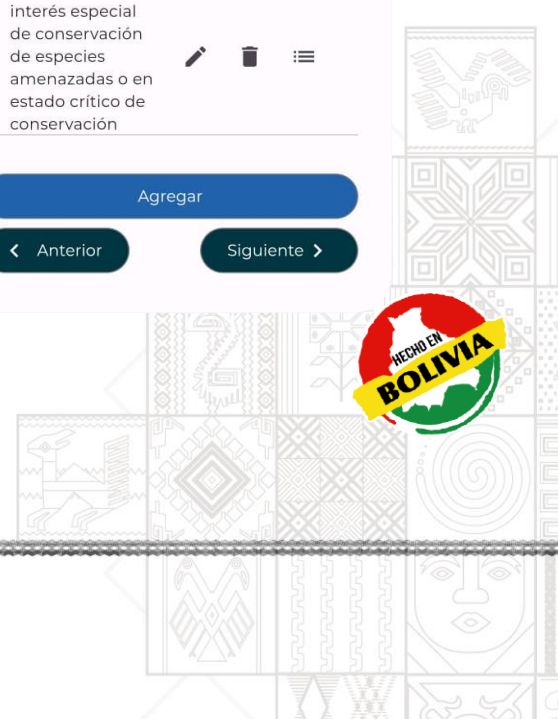 interés especial
de conservación
de especies
amenazadas o en
estado crítico de
conservación
Agregar
Anterior
Siguiente
HECHO EN
BOLIVIA